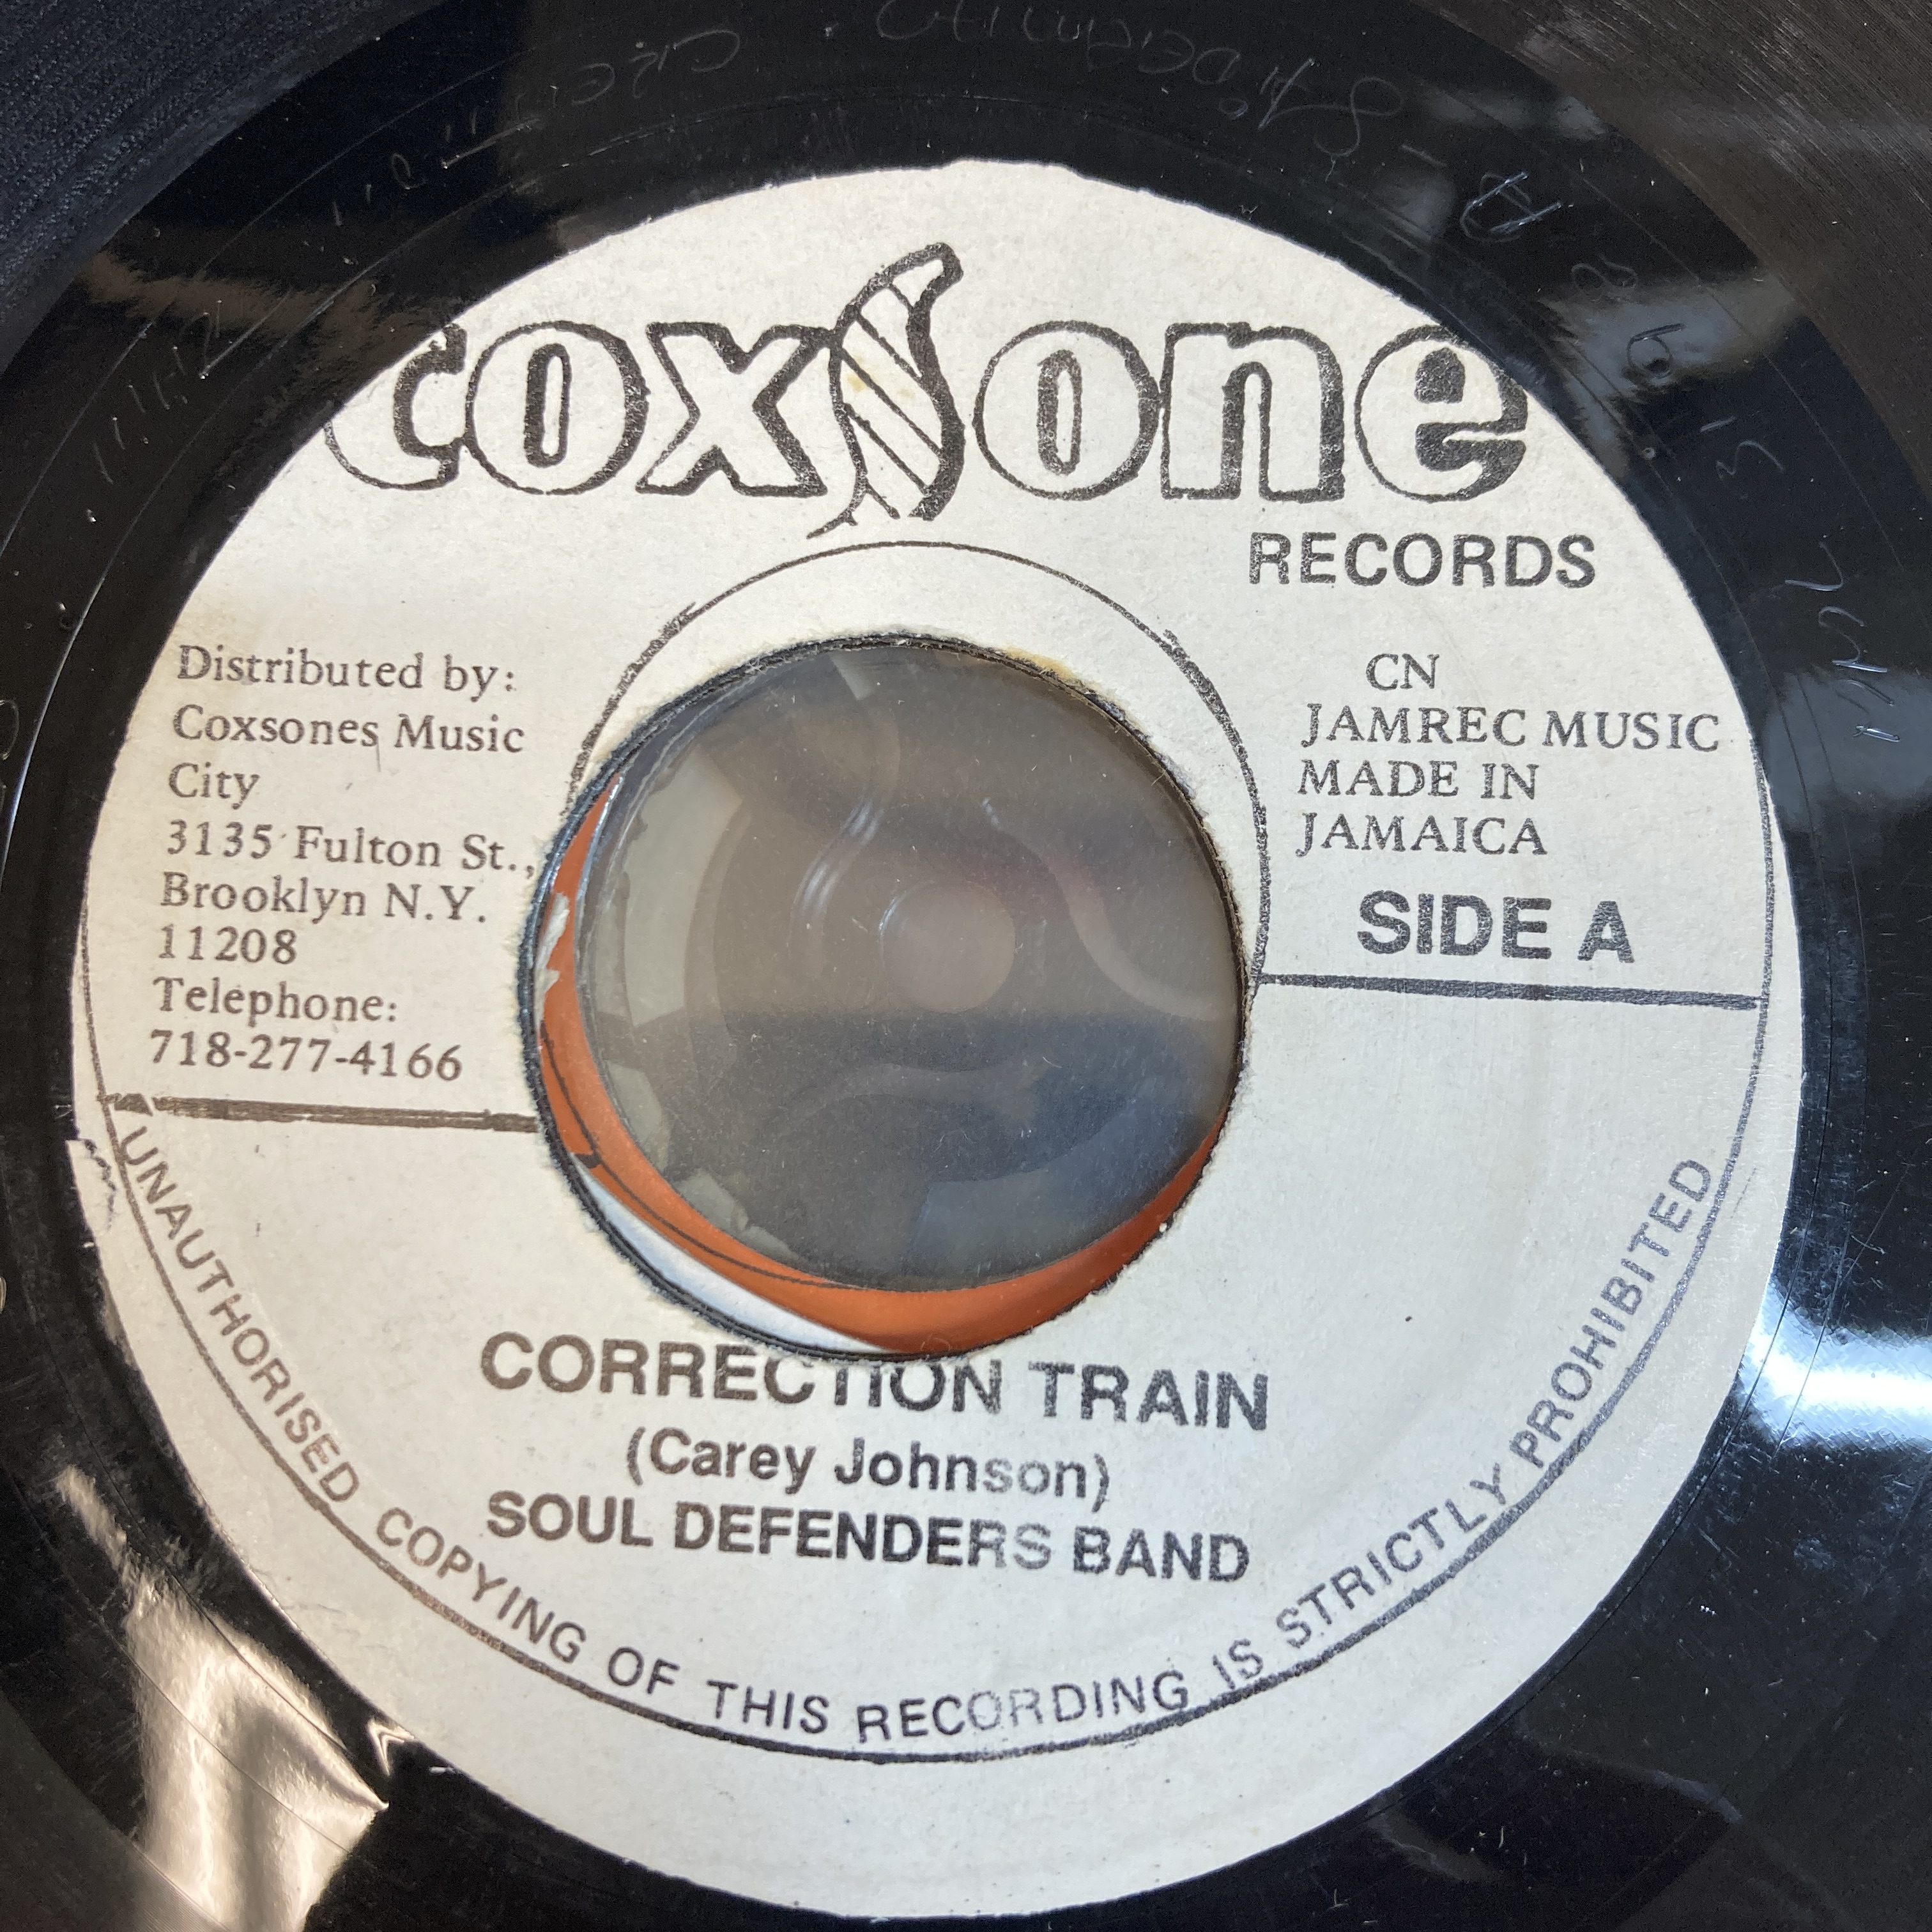 coxsone
RECORDS
Distributed by:
Coxsones Music
City
3135 Fulton St.,
Brooklyn N.Y.
11208
Telephone:
718-277-4166
CN
JAMREC MUSIC
MADE IN
JAMAICA
SIDE A
CORRECTION TRAIN
(Carey Johnson)
SOUL DEFENDERS BAND
UNAUTHORISED COPYING OF THIS RECORDING IS STRICTLY PROHIBITED